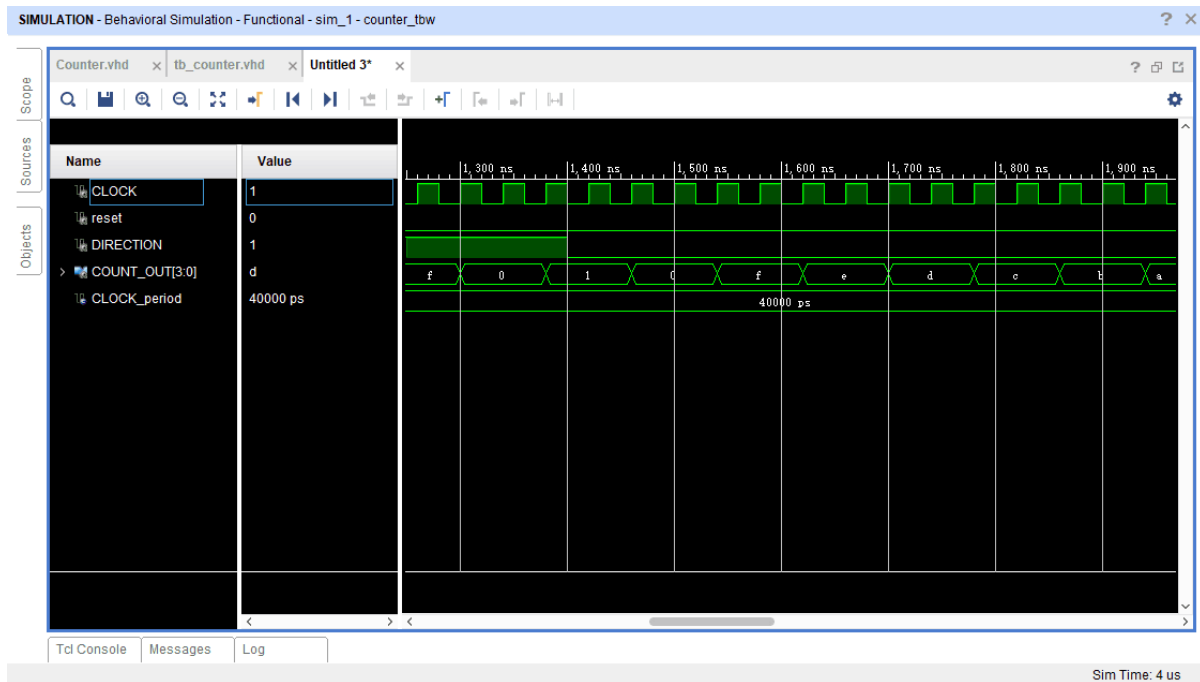 SIMULATION - Behavioral Simulation - Functional - sim_1 - counter_tbw
Scope
Sources
Objects
Counter.vhd
tb_counter.vhd
Untitled 3*
Name
Value
1,300 ns 1,400 ns 1,500 ns 1,600 ns 1,700 ns 1,800 ns 1,900 ns
CLOCK 1
reset 0
DIRECTION 1
COUNT_OUT[3:0] d f 0 1 0 f e d c b a
CLOCK_period 40000 ps 40000 ps
Tcl Console
Messages
Log
Sim Time: 4 us